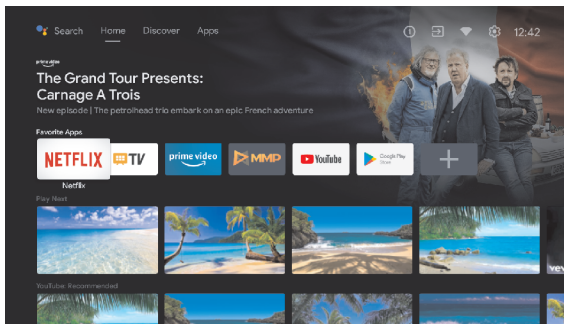 Search Home Discover Apps 12:42
prime video
The Grand Tour Presents:
Carnage A Trois
New episode | The petrolhead trio embark on an epic French adventure
Favorite Apps
NETFLIX TV prime video MMP YouTube Google Play Store
Netflix
Play Next
vev
YouTube: Recommended